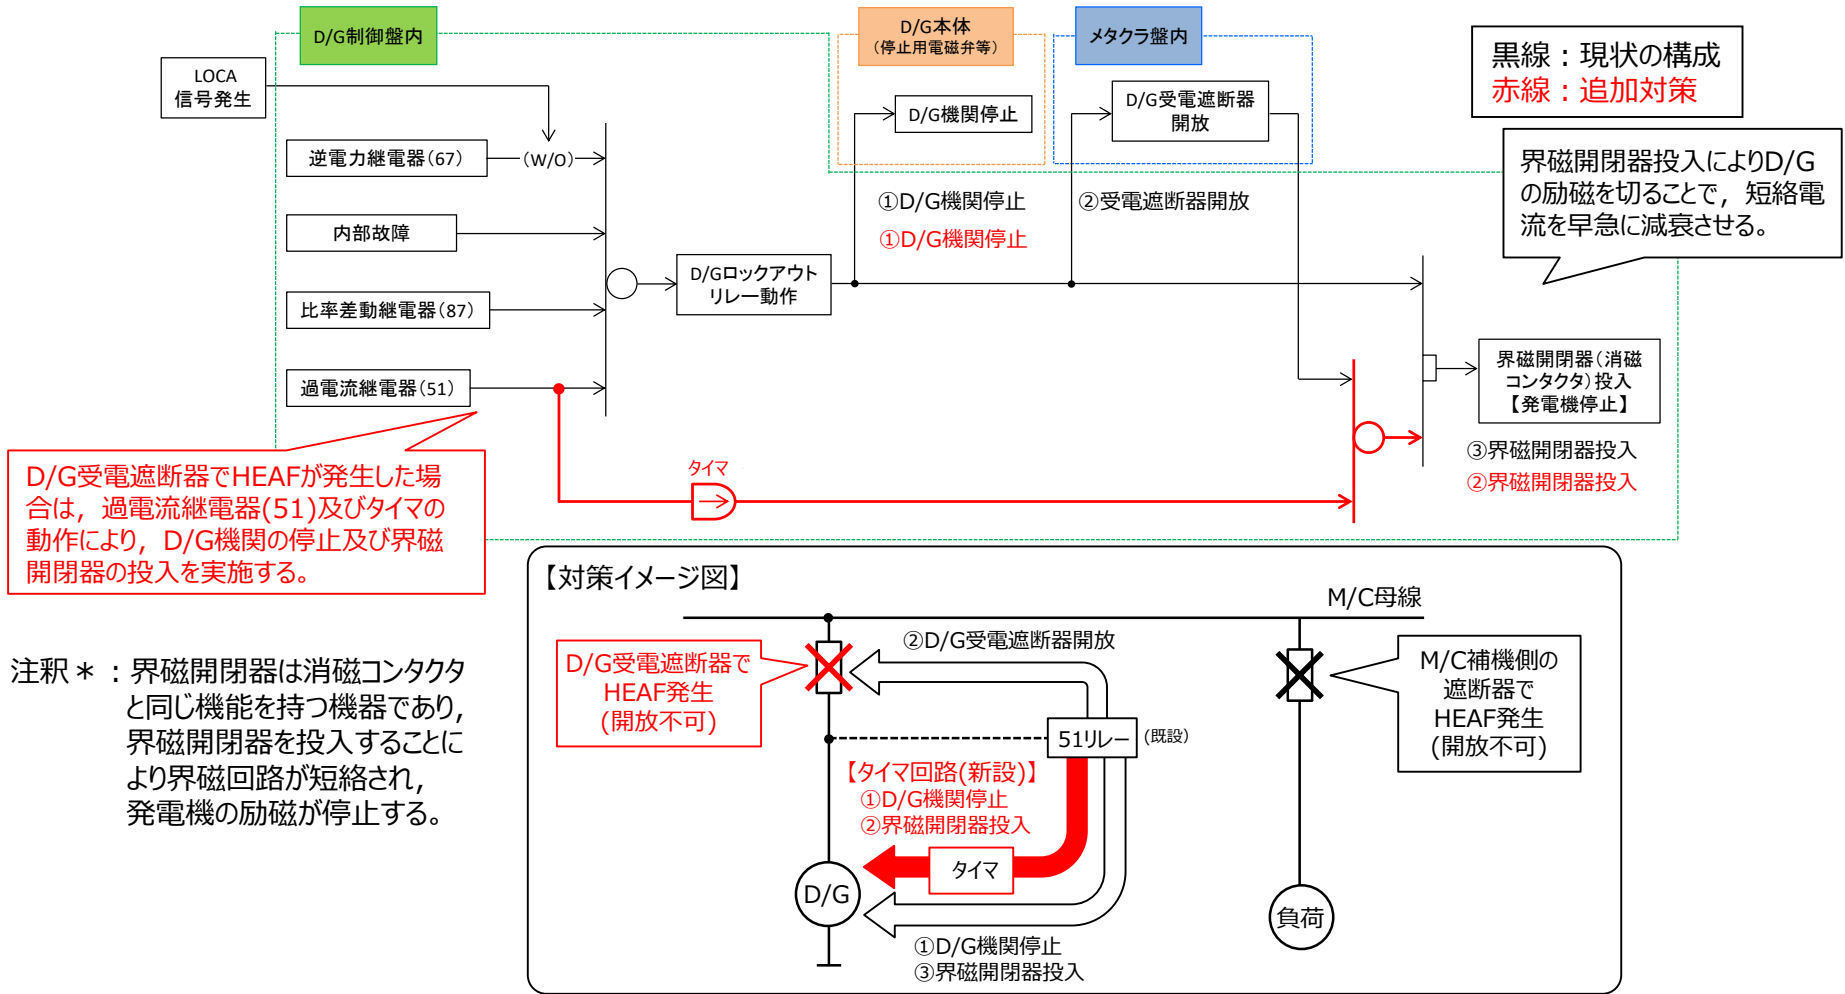 D/G制御盤内
D/G本体
（停止用電磁弁等）
メタクラ盤内
黒線：現状の構成
赤線：追加対策
LOCA
信号発生
D/G機関停止
D/G受電遮断器
開放
逆電力継電器(67)
(W/O)
界磁開閉器投入によりD/G
の励磁を切ることで，短絡電
流を早急に減衰させる。
①D/G機関停止
②受電遮断器開放
①D/G機関停止
内部故障
D/Gロックアウト
リレー動作
比率差動継電器(87)
過電流継電器(51)
界磁開閉器（消磁
コンタクタ）投入
【発電機停止】
③界磁開閉器投入
②界磁開閉器投入
タイマ
D/G受電遮断器でHEAFが発生した場
合は，過電流継電器(51)及びタイマの
動作により，D/G機関の停止及び界磁
開閉器の投入を実施する。
【対策イメージ図】
M/C母線
②D/G受電遮断器開放
D/G受電遮断器で
HEAF発生
(開放不可)
M/C補機側の
遮断器で
HEAF発生
(開放不可)
51リレー
(既設)
【タイマ回路(新設)】
①D/G機関停止
②界磁開閉器投入
タイマ
D/G
負荷
①D/G機関停止
③界磁開閉器投入
注釈＊：界磁開閉器は消磁コンタクタ
と同じ機能を持つ機器であり，
界磁開閉器を投入することに
より界磁回路が短絡され，
発電機の励磁が停止する。